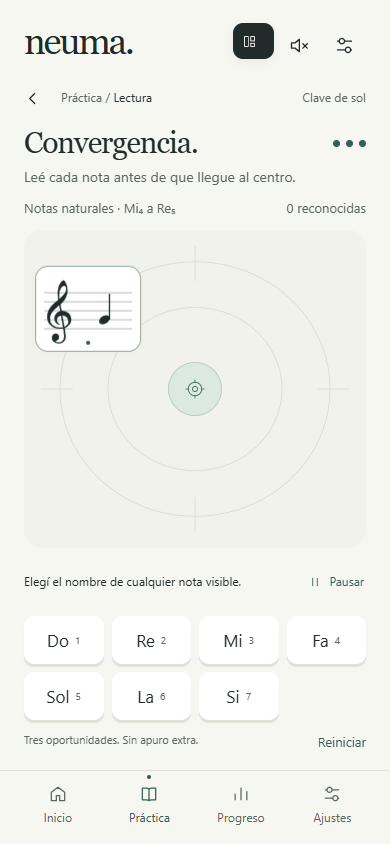 neuma.
Práctica / Lectura
Clave de sol
Convergencia.
Leé cada nota antes de que llegue al centro.
Notas naturales · Mi₄ a Re₅
0 reconocidas
Elegí el nombre de cualquier nota visible.
Pausar
Do 1
Re 2
Mi 3
Fa 4
Sol 5
La 6
Si 7
Tres oportunidades. Sin apuro extra.
Reiniciar
Inicio
Práctica
Progreso
Ajustes